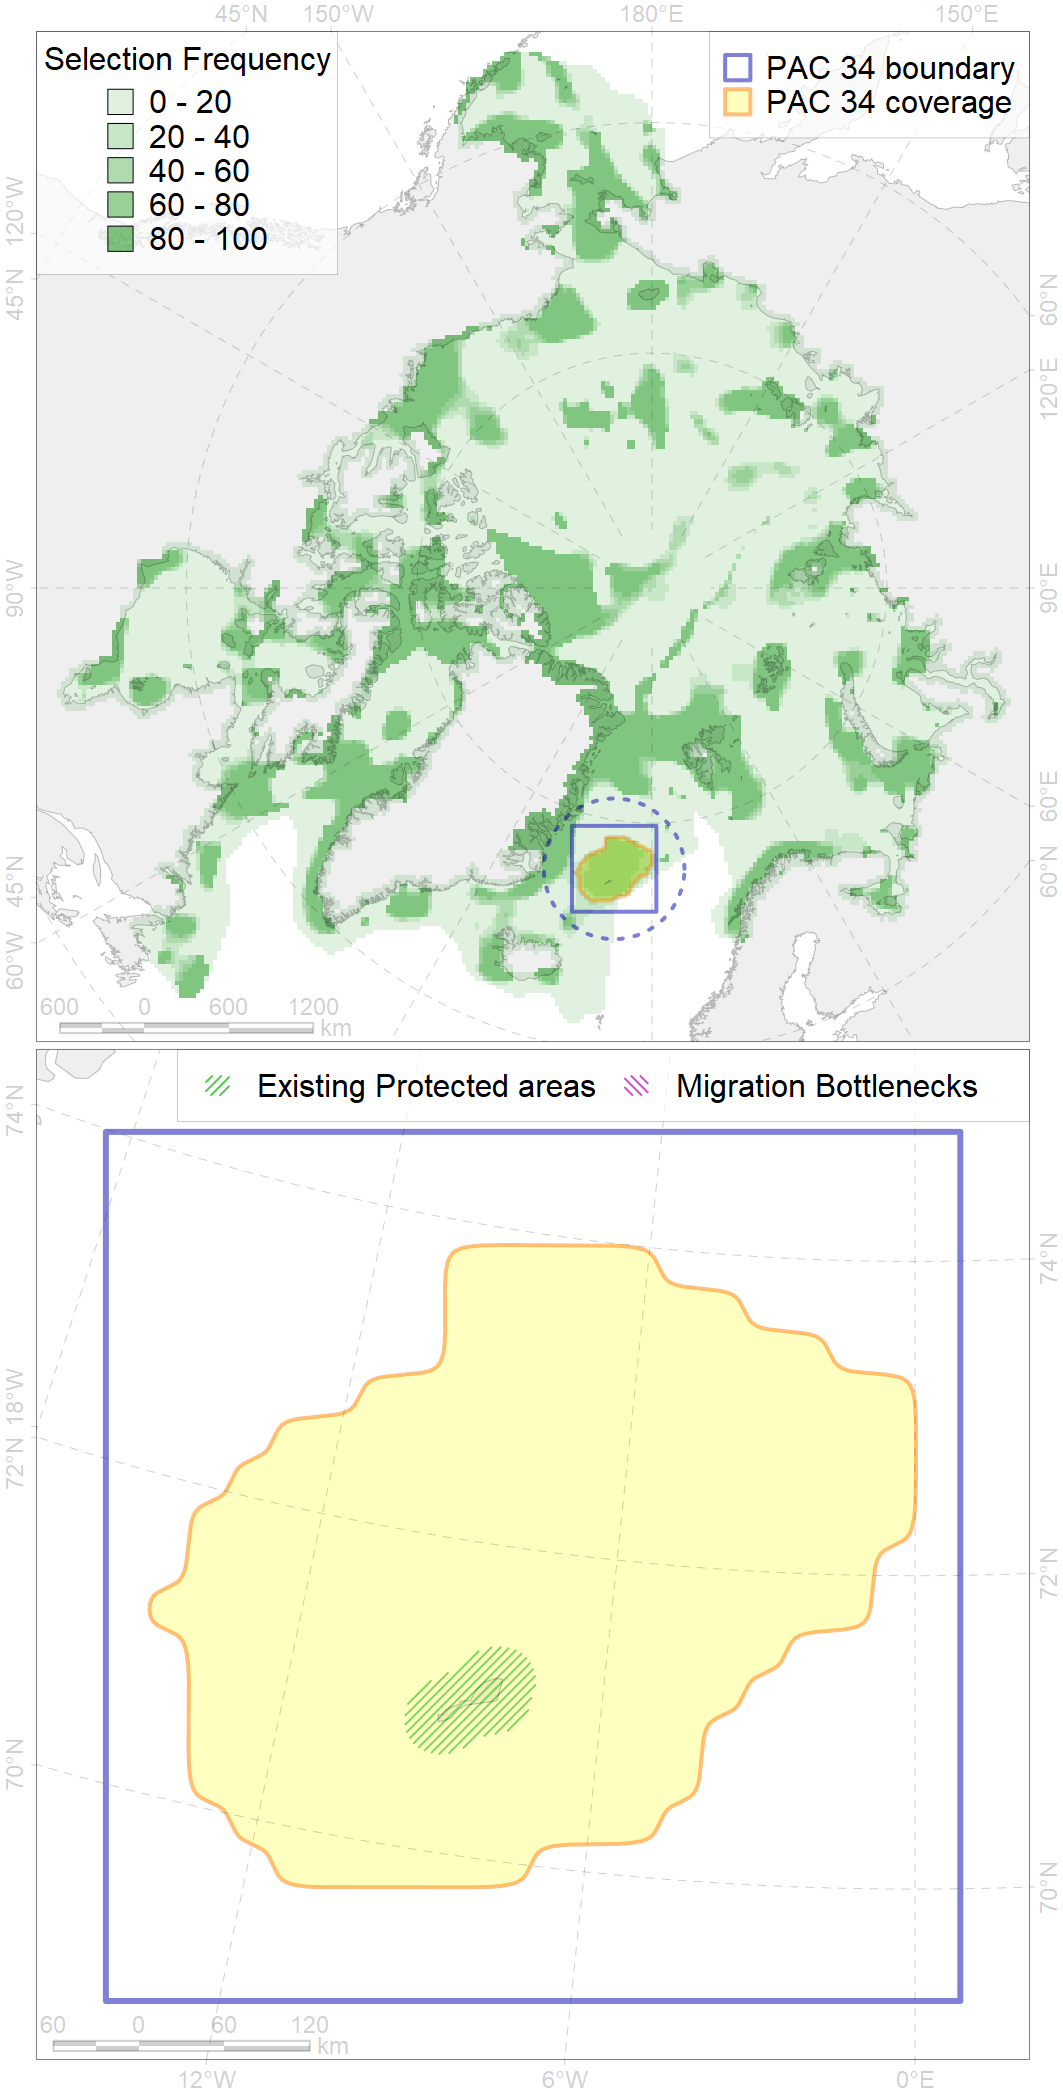 45°N 150°W 180°E 150°E
Selection Frequency
0 - 20
20 - 40
40 - 60
60 - 80
80 - 100
PAC 34 boundary
PAC 34 coverage
120°W
45°N
90°W
45°N
60°W
60°N
120°E
90°E
60°E
60°N
600 0 600 1200
km
Existing Protected areas
Migration Bottlenecks
74°N
18°W
72°N
70°N
74°N
72°N
70°N
60 0 60 120
km
12°W 6°W 0°E